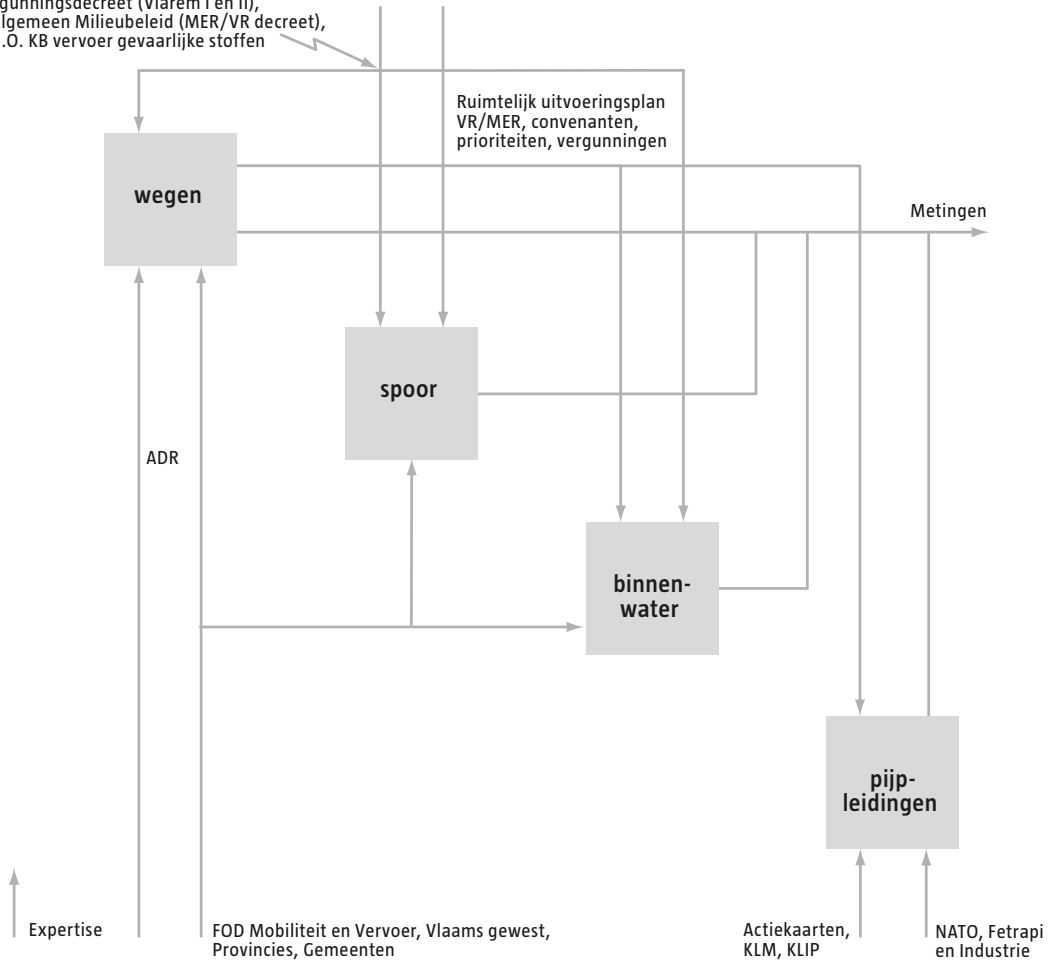 (Vlarem I en II),
Algemeen Milieubeleid (MER/VR decreet),
KB vervoer gevaarlijke stoffen
Ruimtelijk uitvoeringsplan
VR/MER, convenanten,
prioriteiten, vergunningen
wegen
Metingen
spoor
ADR
binnen-
water
pijp-
leidingen
Expertise
FOD Mobiliteit en Vervoer, Vlaams gewest,
Provincies, Gemeenten
Actiekaarten,
KLM, KLIP
NATO, Fetrapi
en Industrie